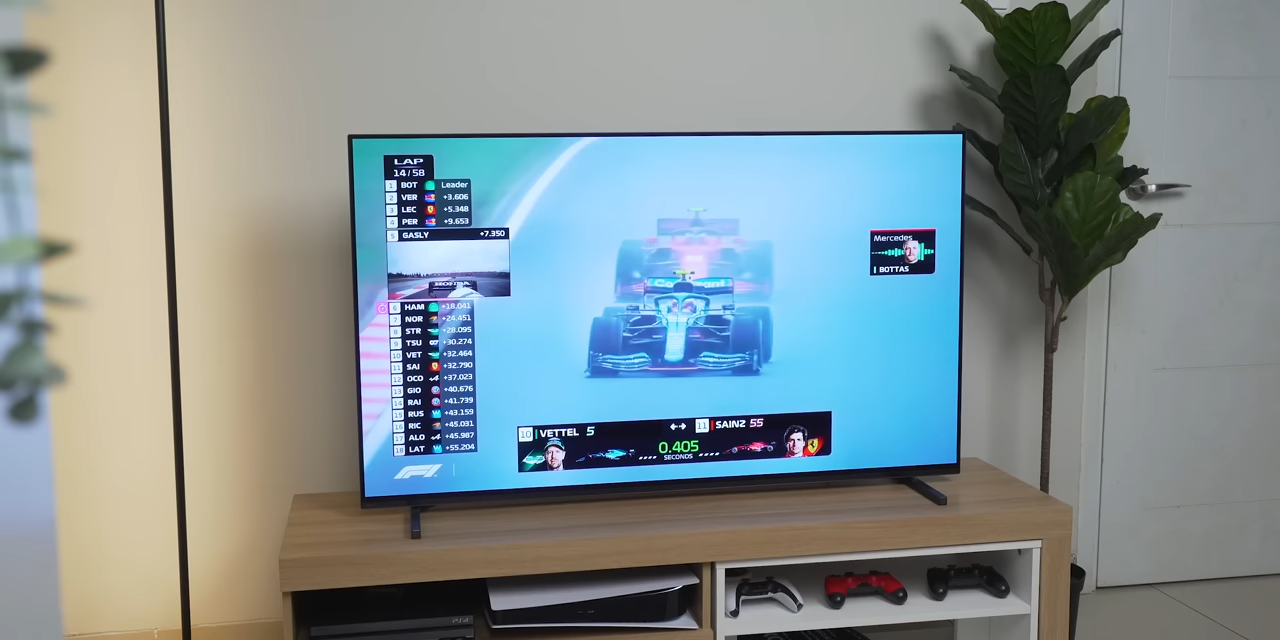 LAP
14/58
1 BOT Leader
2 VER +3.606
3 LEC +5.348
4 PER +9.653
5 GASLY +7.350
HONDA
6 HAM +18.041
7 NOR +24.451
8 STR +28.095
9 TSU +30.274
10 VET +32.464
11 SAI +32.790
12 OCO +37.023
13 GIO +40.676
14 RAI +41.739
15 RUS +43.159
16 RIC +45.031
17 ALO +45.987
18 LAT +55.204
F1
Mercedes
BOTTAS
Cognizant
10 VETTEL 5
11 SAINZ 55
0.405
SECONDS
PS4